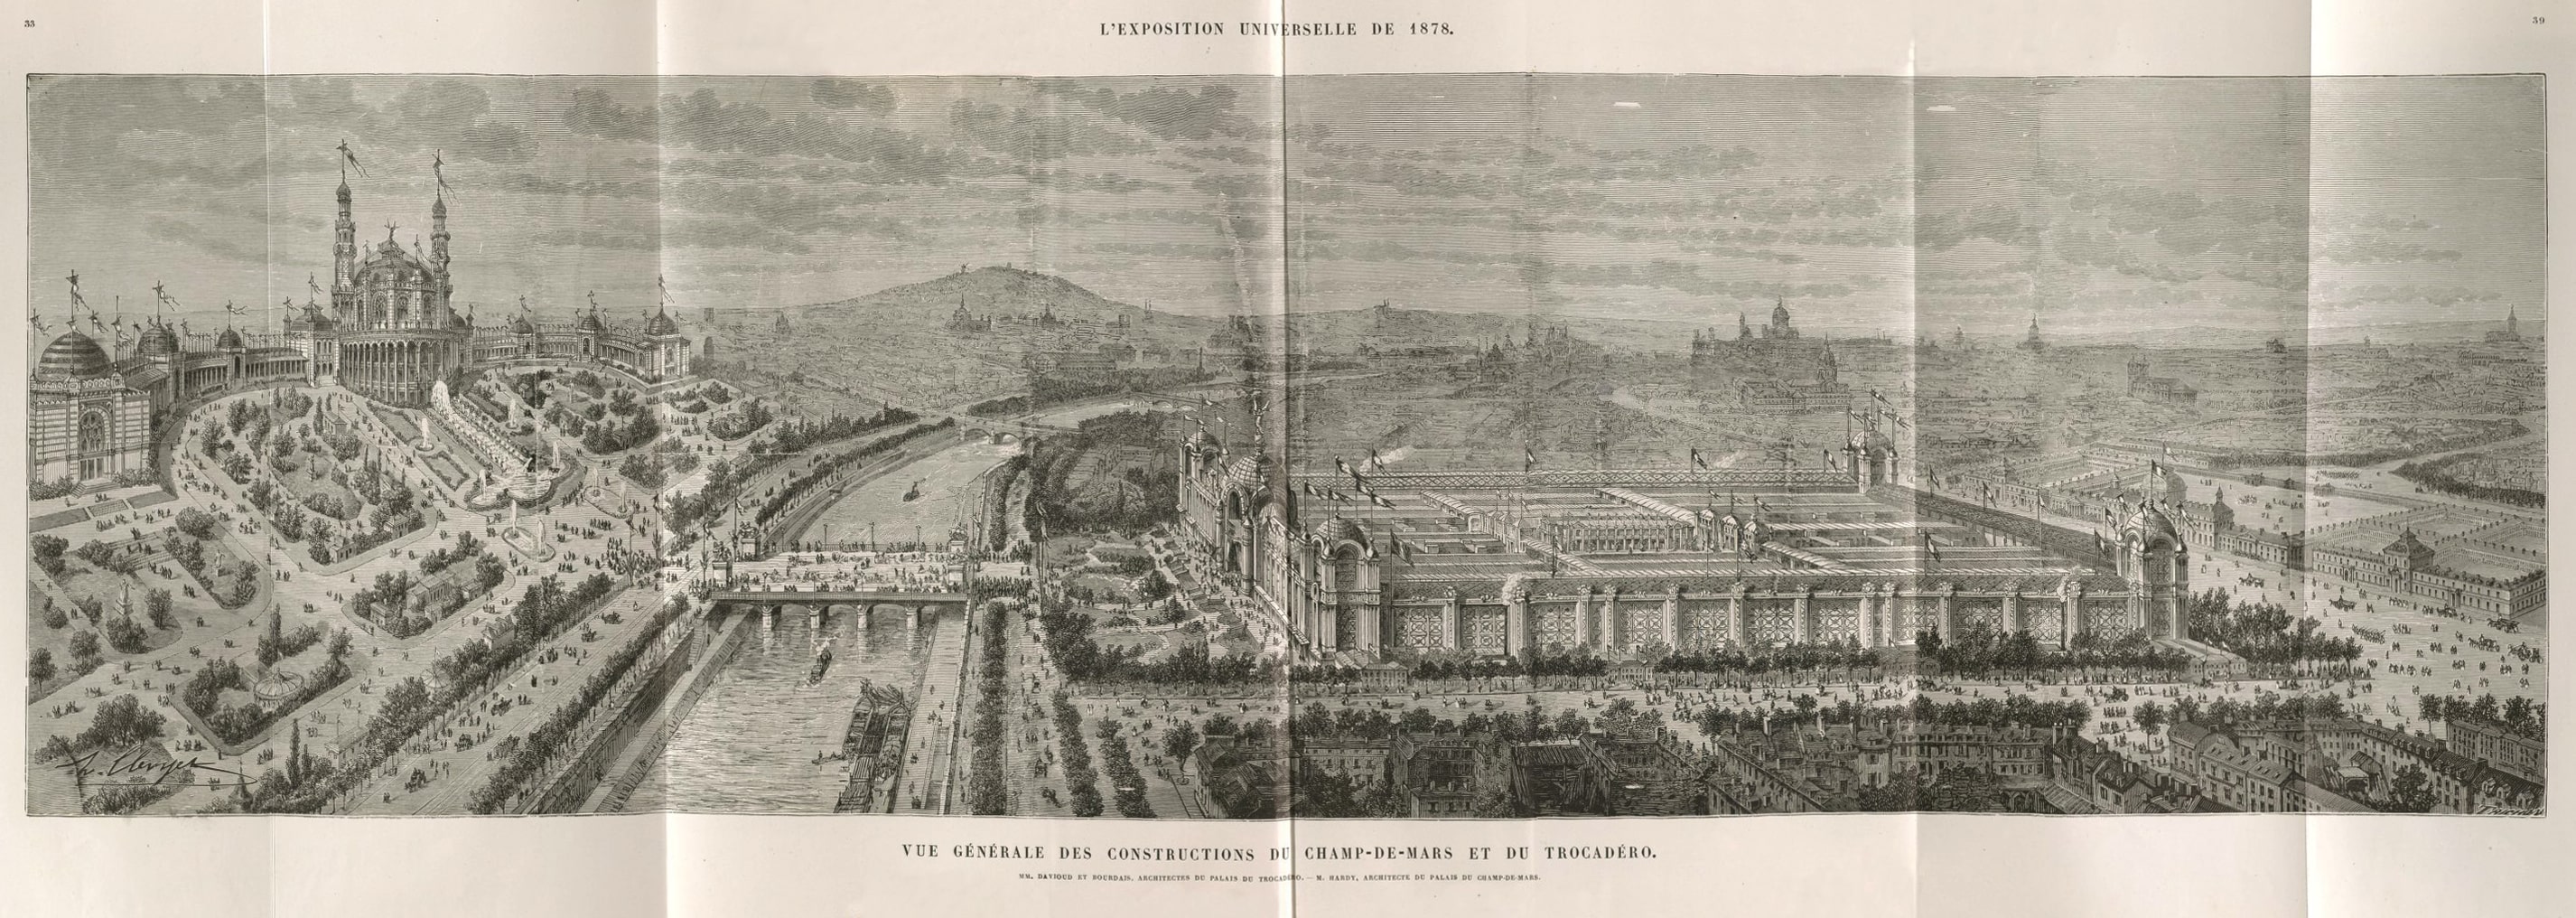 33
L'EXPOSITION UNIVERSELLE DE 1878.
39
VUE GÉNÉRALE DES CONSTRUCTIONS DU CHAMP-DE-MARS ET DU TROCADÉRO.
MM. DAVIOUD ET BOURDAIS, ARCHITECTES DU PALAIS DU TROCADÉRO. — M. HARDY, ARCHITECTE DU PALAIS DU CHAMP-DE-MARS.